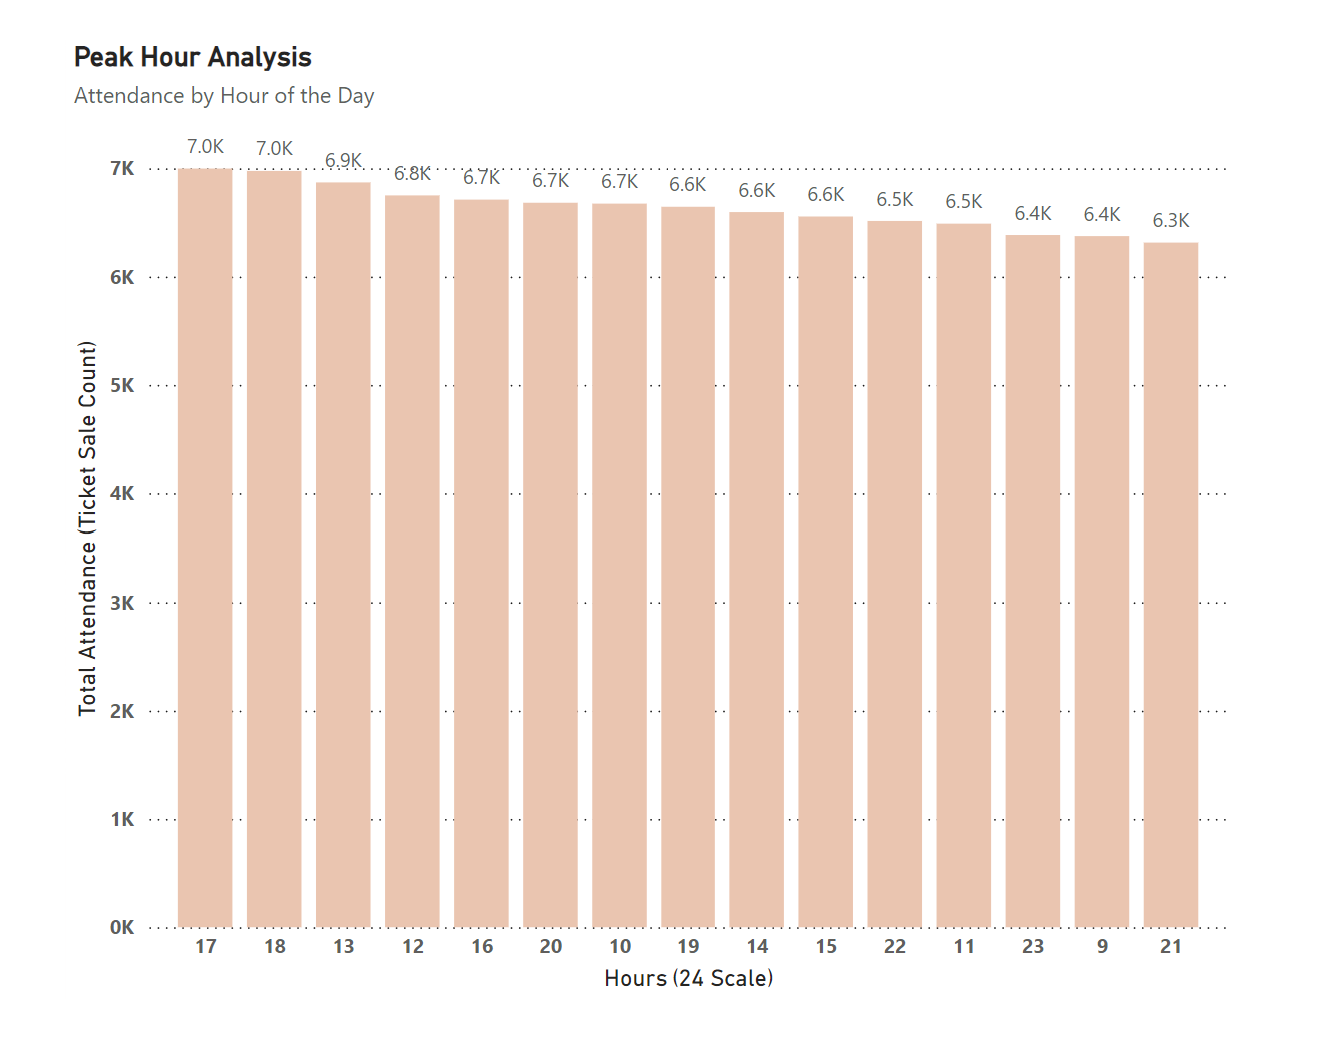 Peak Hour Analysis
Attendance by Hour of the Day
7.0K 7.0K 6.9K 6.8K 6.7K 6.7K 6.7K 6.6K 6.6K 6.6K 6.5K 6.5K 6.4K 6.4K 6.3K
7K
6K
5K
4K
3K
2K
1K
0K
Total Attendance (Ticket Sale Count)
17 18 13 12 16 20 10 19 14 15 22 11 23 9 21
Hours (24 Scale)